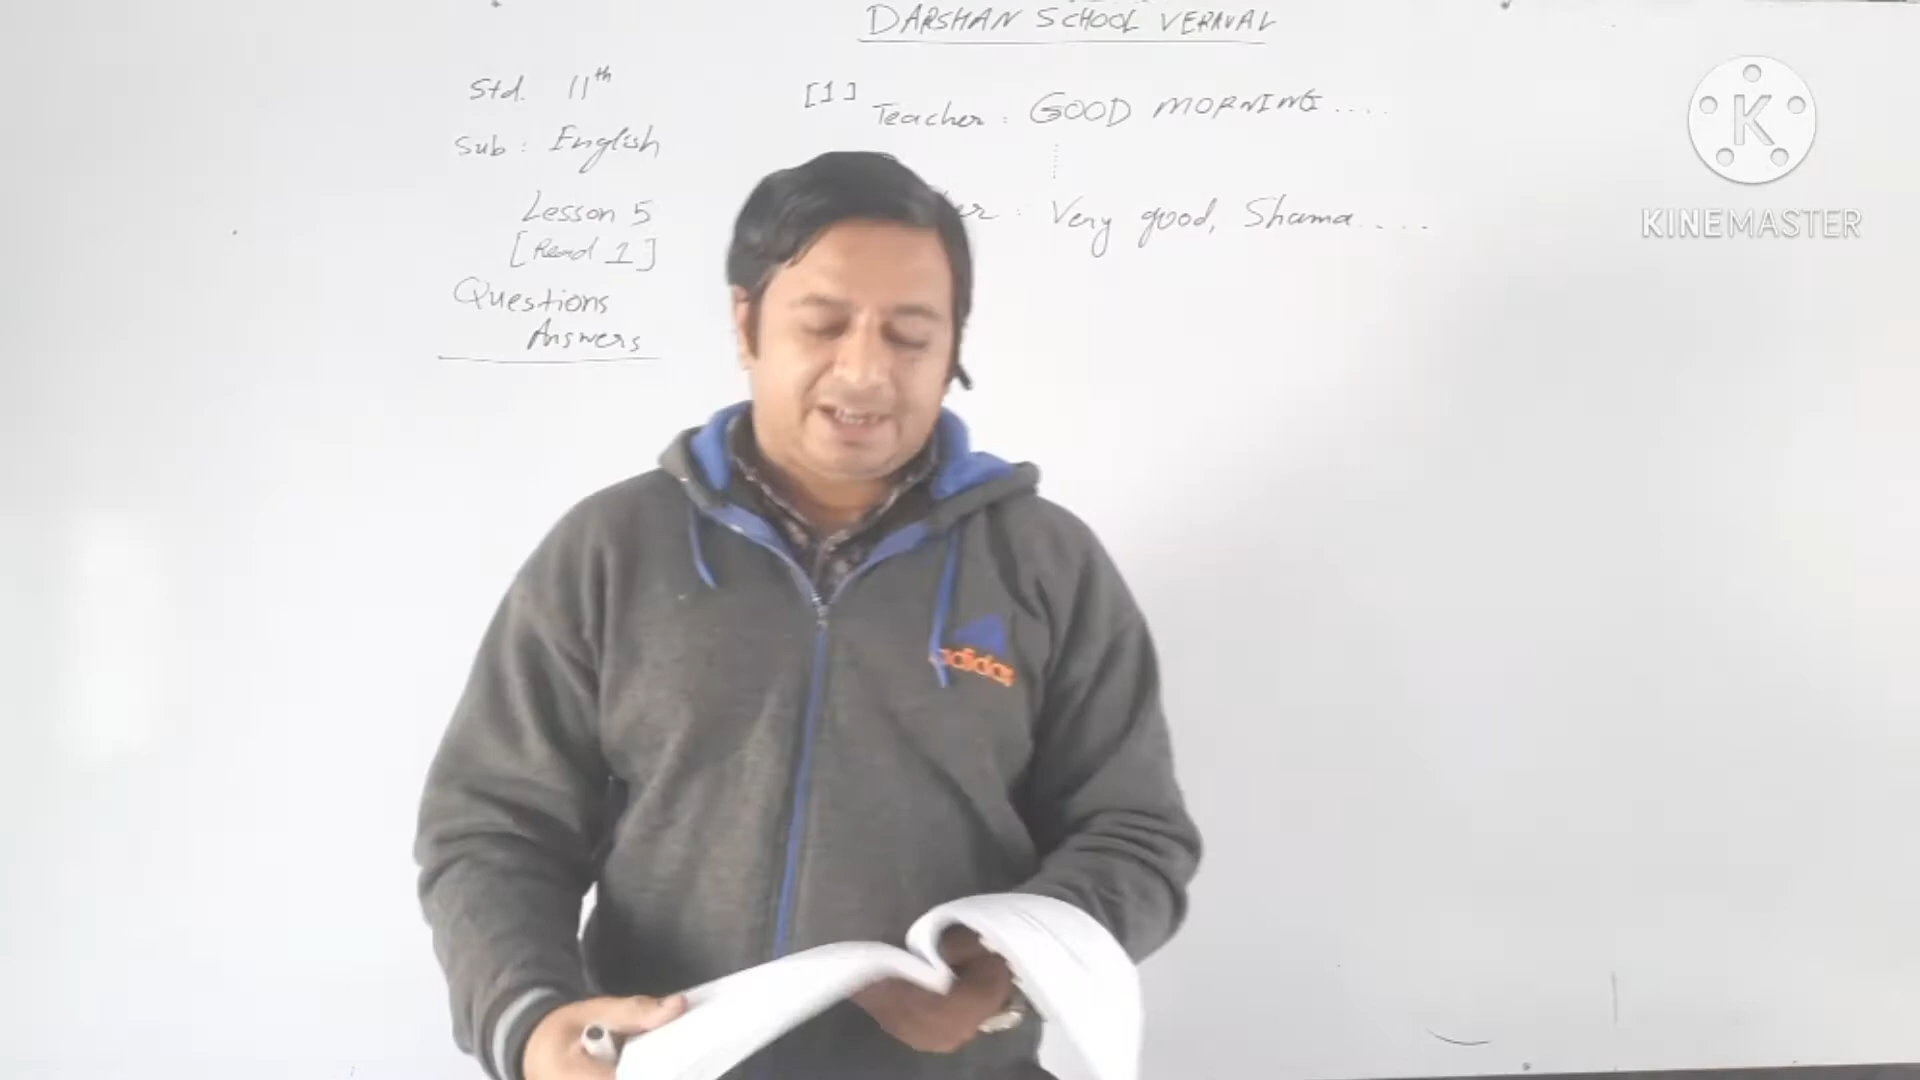 DARSHAN SCHOOL VERAVAL
Std. 11th
Sub : English
Lesson 5
[Read 1]
Questions
Answers
[1]
Teacher : GOOD MORNING ....
: Very good, Shama ....
KINEMASTER
adidas